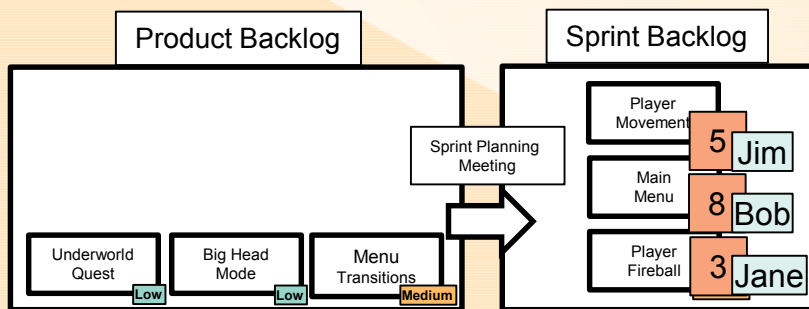 Product Backlog
Sprint Backlog
Sprint Planning
Meeting
Player
Movement
5
Jim
Main
Menu
8
Bob
Player
Fireball
3
Jane
Underworld
Quest
Low
Big Head
Mode
Low
Menu
Transitions
Medium